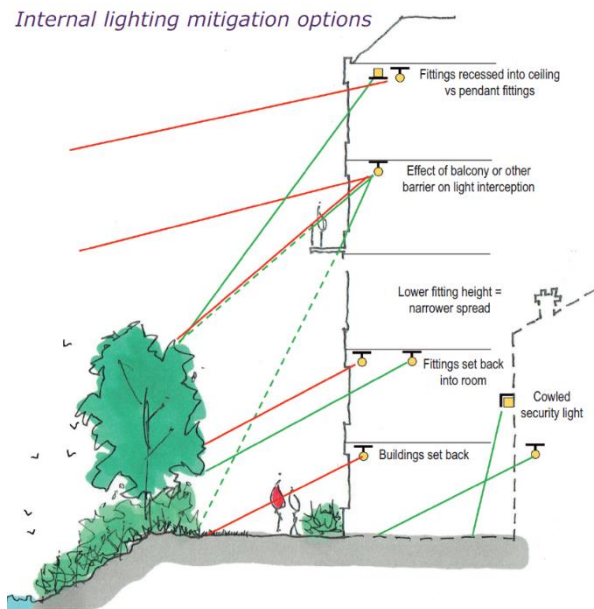 Internal lighting mitigation options
Fittings recessed into ceiling
vs pendant fittings
Effect of balcony or other
barrier on light interception
Lower fitting height =
narrower spread
Fittings set back
into room
Cowled
security light
Buildings set back